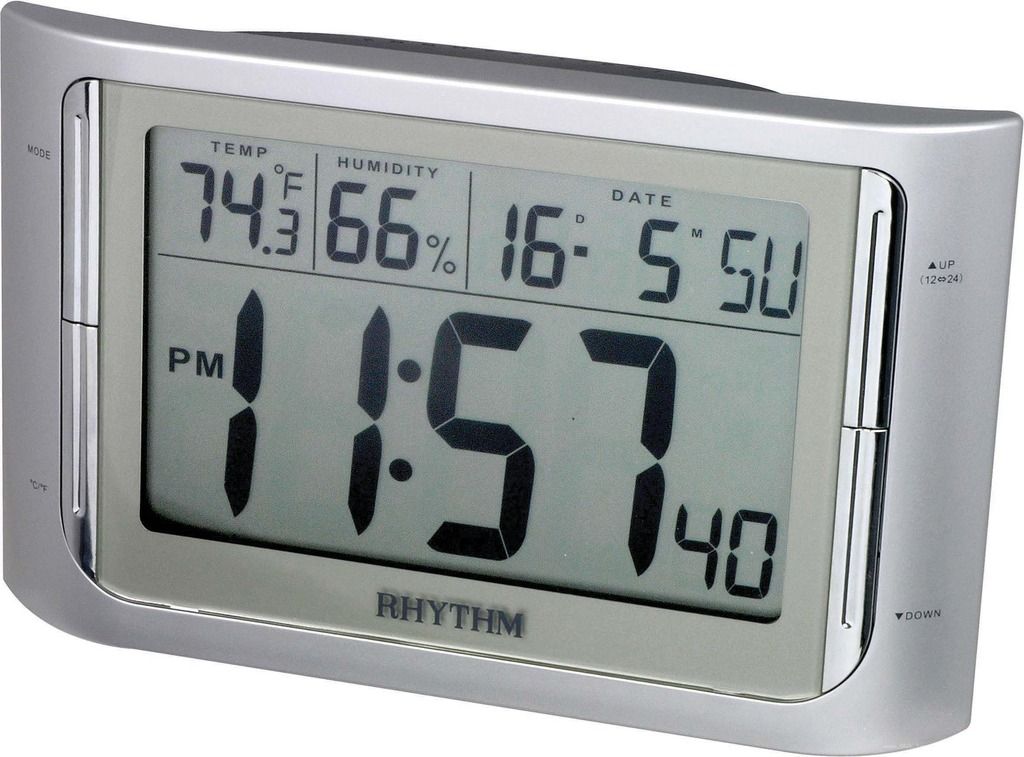 TEMP HUMIDITY DATE
74.3 °F 66% 16 D - 5 M SU
PM 11:57 40
RHYTHM
MODE
°C/°F
▲UP
(12⇔24)
▼DOWN